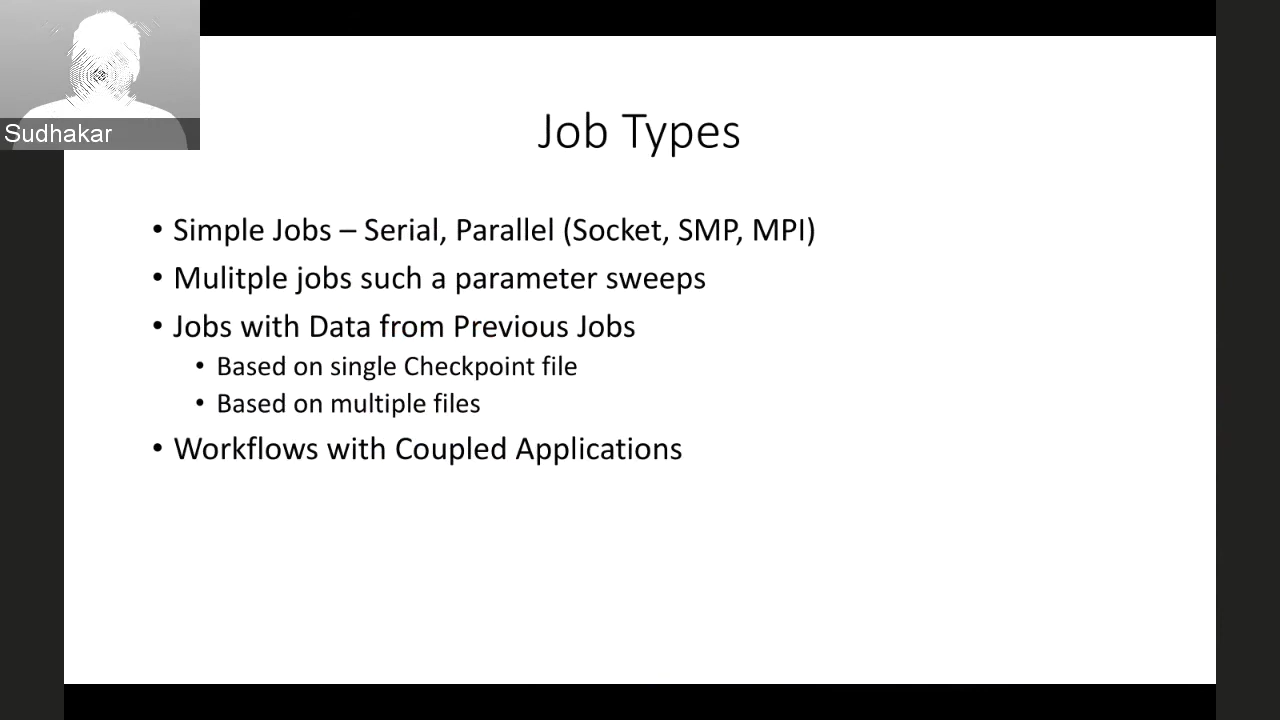 Sudhakar
Job Types
• Simple Jobs – Serial, Parallel (Socket, SMP, MPI)
• Mulitple jobs such a parameter sweeps
• Jobs with Data from Previous Jobs
• Based on single Checkpoint file
• Based on multiple files
• Workflows with Coupled Applications